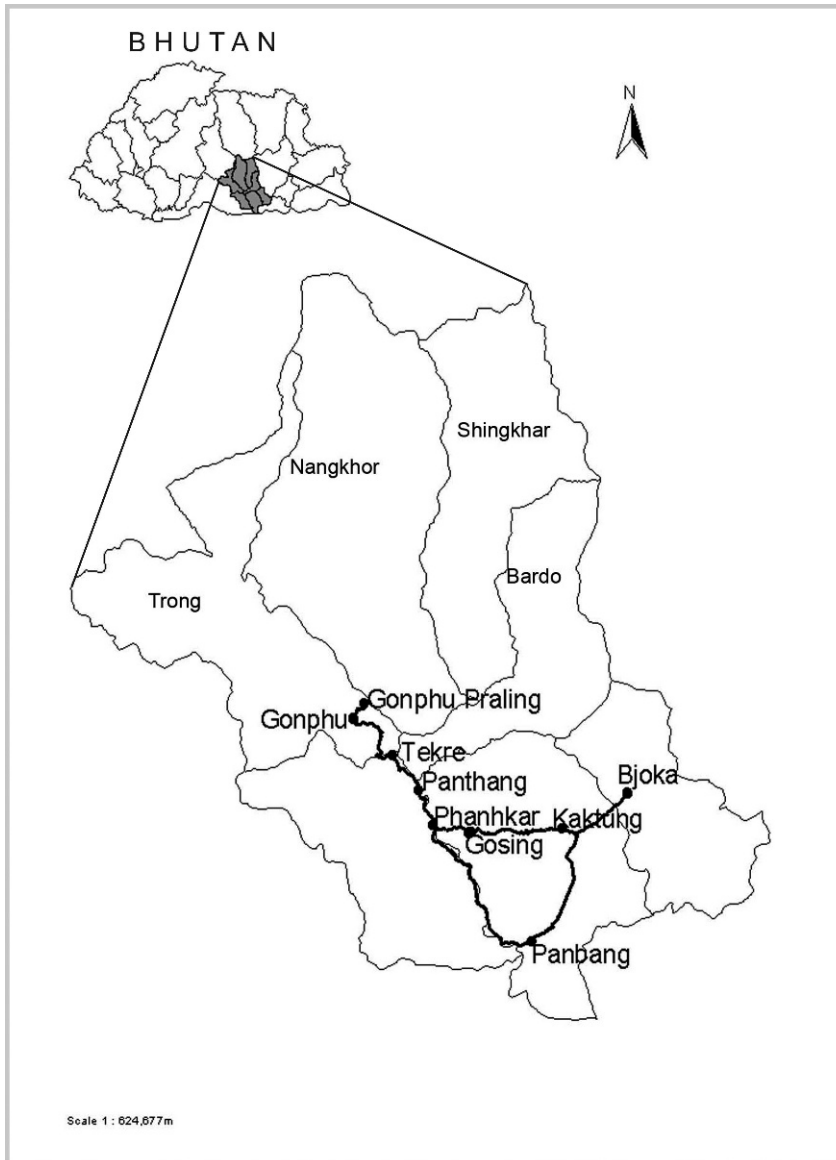 BHUTAN
N
Shingkhar
Nangkhor
Bardo
Trong
Gonphu Praling
Gonphu
Tekre
Panthang
Bjoka
Phanhkar
Kaktung
Gosing
Panbang
Scale 1 : 624,677m